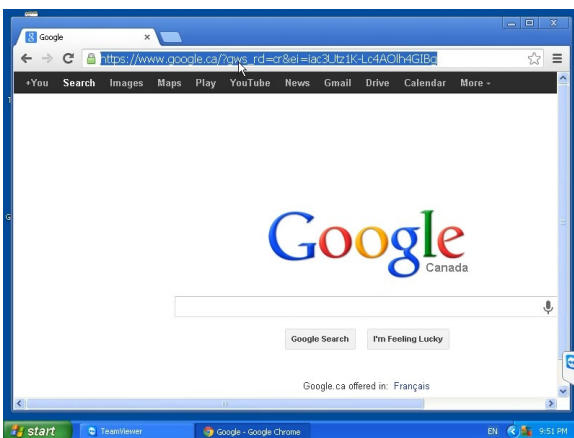 Google
https://www.google.ca/?gws_rd=cr&ei=iac3Utz1K-Lc4AOlh4GIBg
+You Search Images Maps Play YouTube News Gmail Drive Calendar More
T
G
Google
Canada
Google Search I'm Feeling Lucky
Google.ca offered in: Français
start TeamViewer Google - Google Chrome EN 9:51 PM